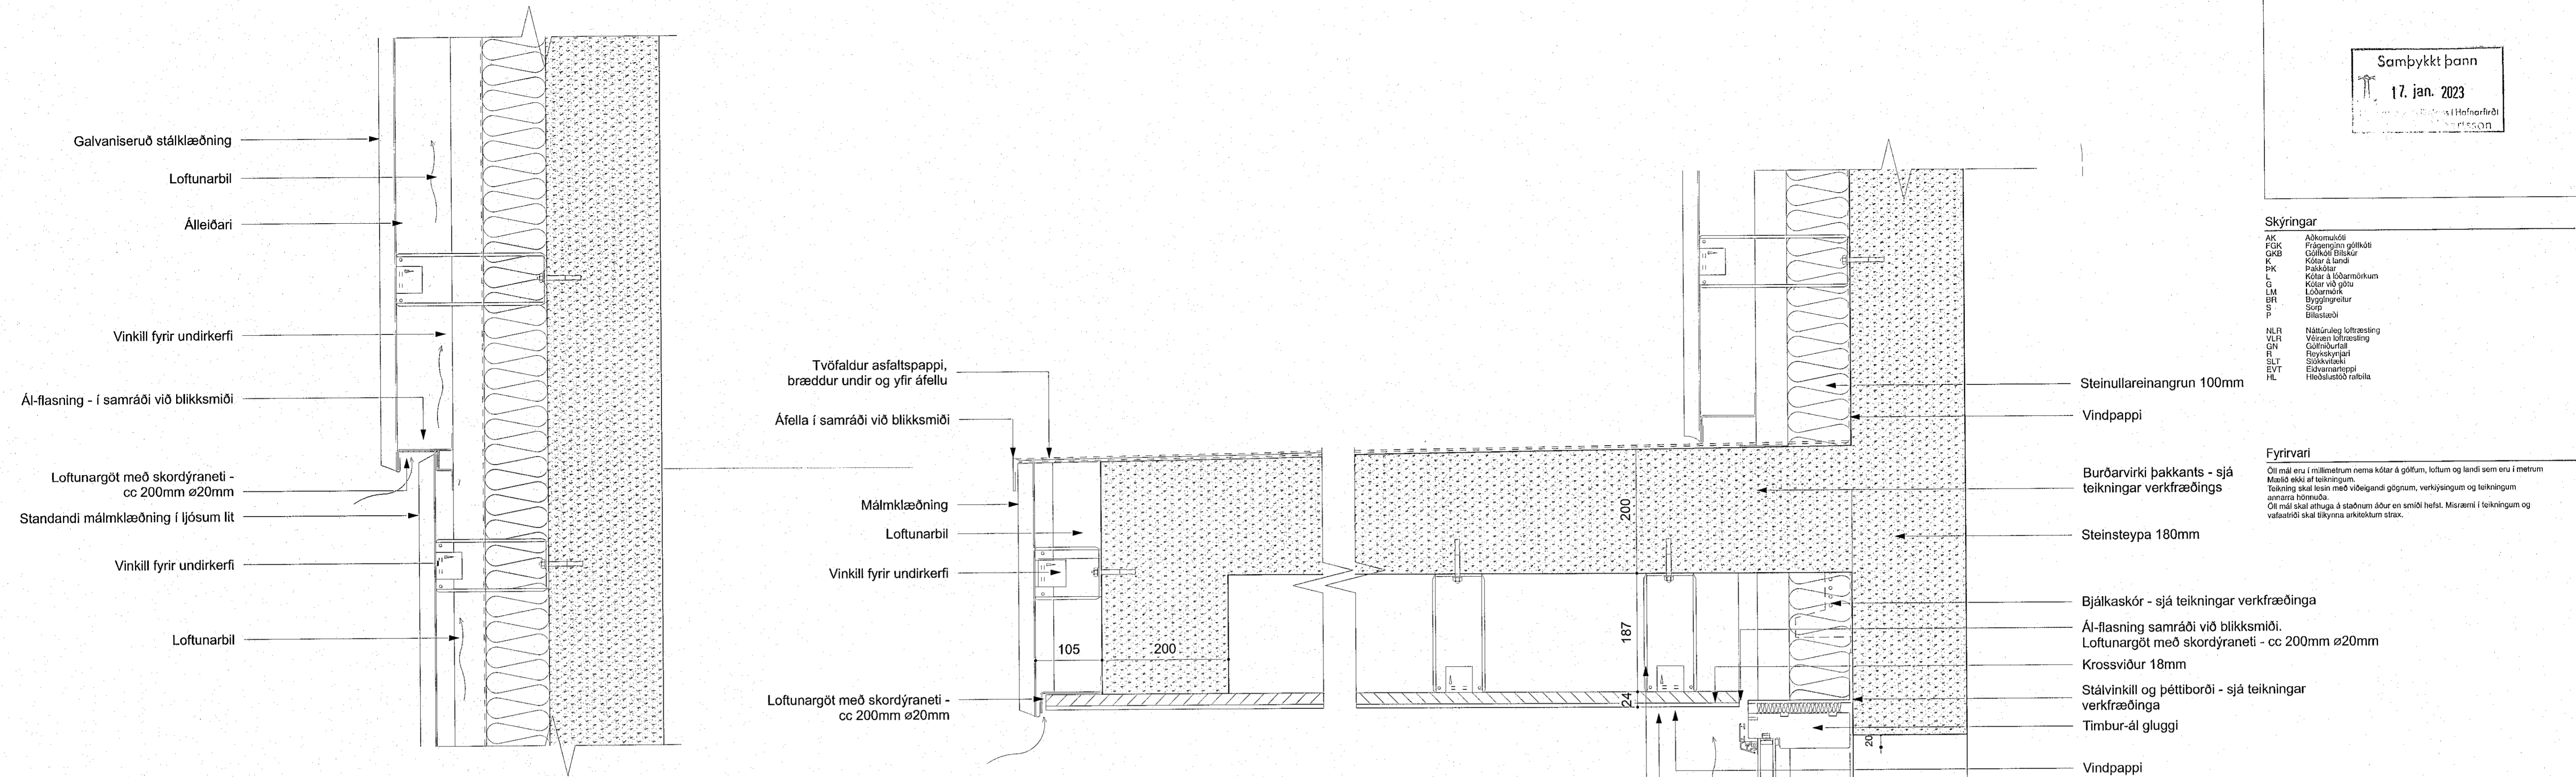 Galvaniseruð stálklæðning
Loftunarbil
Álleiðari
Vinkill fyrir undirkerfi
Ál-flasning - í samráði við blikksmiði
Loftunargöt með skordýraneti -
cc 200mm ø20mm
Standandi málmklæðning í ljósum lit
Vinkill fyrir undirkerfi
Loftunarbil
Tvöfaldur asfaltspappi,
bræddur undir og yfir áfellu
Áfella í samráði við blikksmiði
Málmklæðning
Loftunarbil
Vinkill fyrir undirkerfi
Loftunargöt með skordýraneti -
cc 200mm ø20mm
105
200
200
187
24
20
Steinullareinangrun 100mm
Vindpappi
Burðarvirki þakkants - sjá
teikningar verkfræðings
Steinsteypa 180mm
Bjálkaskór - sjá teikningar verkfræðinga
Ál-flasning samráði við blikksmiði.
Loftunargöt með skordýraneti - cc 200mm ø20mm
Krossviður 18mm
Stálvinkill og þéttiborði - sjá teikningar
verkfræðinga
Timbur-ál gluggi
Vindpappi
Samþykkt þann
17. jan. 2023
í Hafnarfirði
Skýringar
AK Aðkomukóti
FGK Frágenginn gólfkóti
GKB Gólfkóti Bílskúr
K Kótar á landi
ÞK Þakkótar
L Kótar á lóðarmörkum
G Kótar við götu
LM Lóðarmörk
BR Byggingreitur
S Sorp
P Bílastæði
NLR Náttúruleg loftræsting
VLR Vélræn loftræsting
GN Gólfniðurfall
R Reykskynjari
SLT Slökkvitæki
EVT Eldvarnarteppi
HL Hleðslustöð rafbíla
Fyrirvari
Öll mál eru í millimetrum nema kótar á gólfum, loftum og landi sem eru í metrum
Mælið ekki af teikningum.
Teikning skal lesin með viðeigandi gögnum, verklýsingum og teikningum
annarra hönnuða.
Öll mál skal athuga á staðnum áður en smíði hefst. Misræmi í teikningum og
vafaatriði skal tilkynna arkitektum strax.